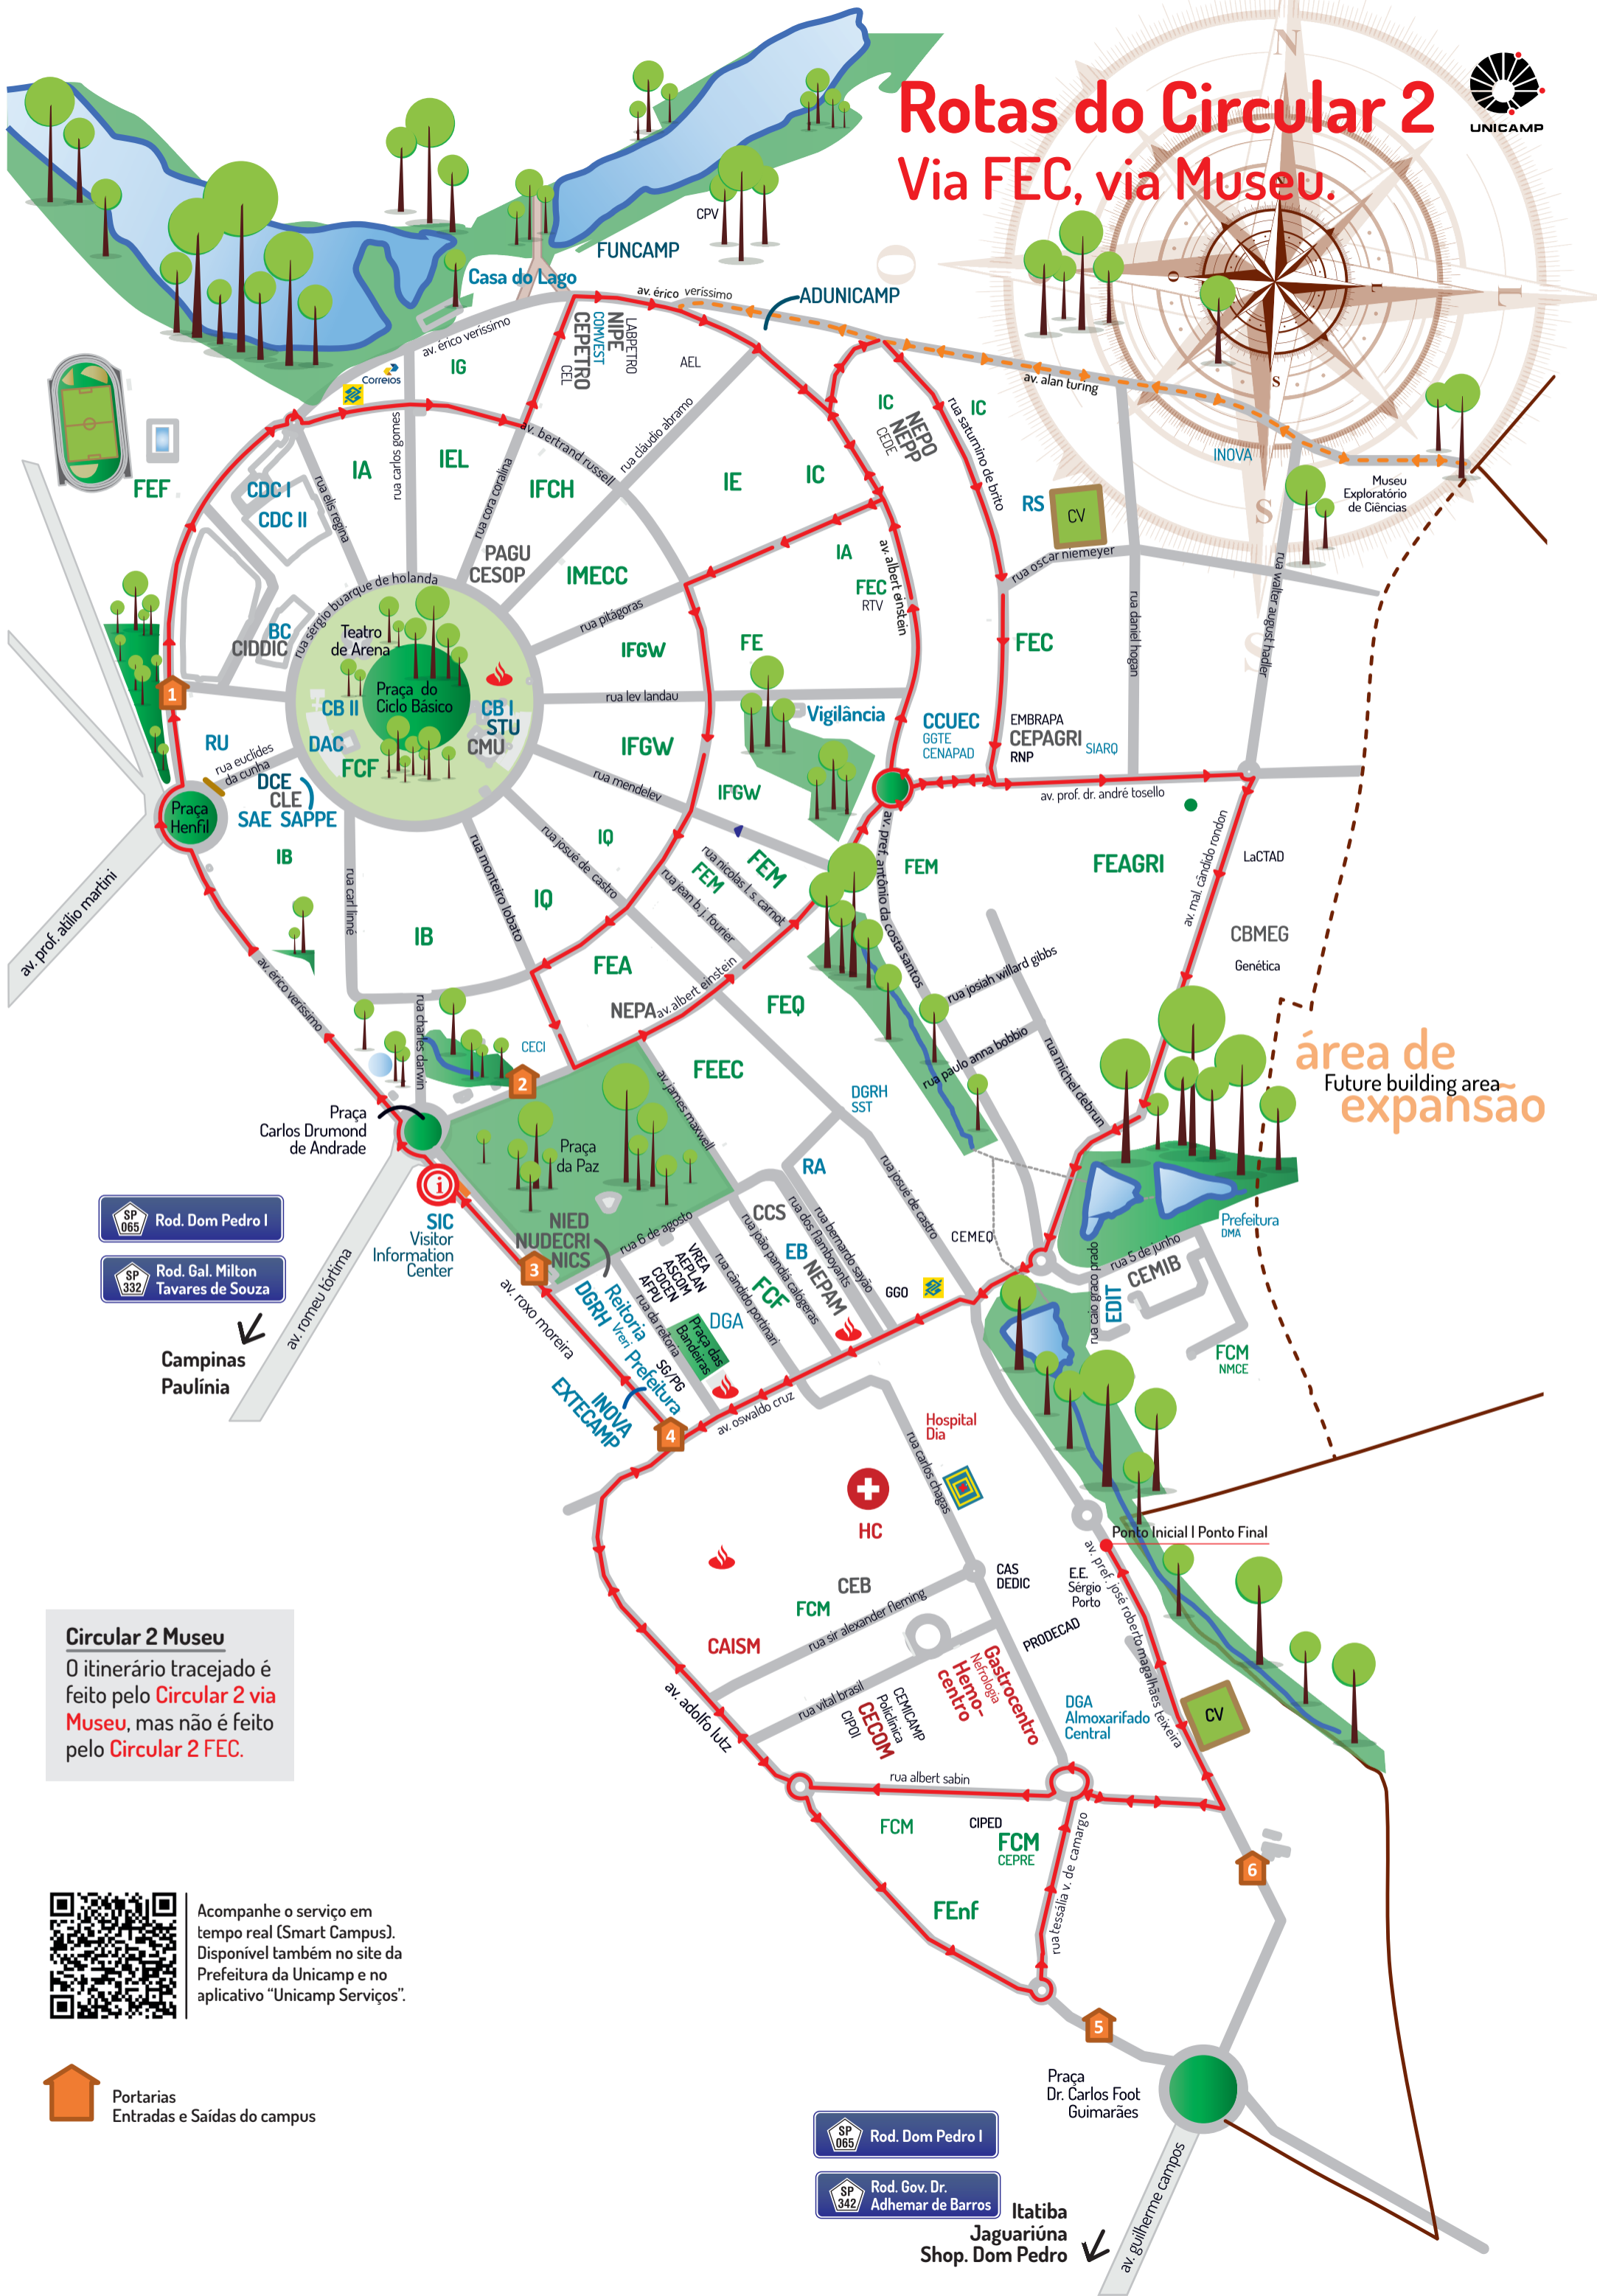 Rotas do Circular 2
Via FEC, via Museu.
UNICAMP
N
O
S
CPV
FUNCAMP
Casa do Lago
av. érico veríssimo
ADUNICAMP
av. érico veríssimo
LABPETRO
NIPE
COMVEST
CEPETRO
CEL
AEL
IG
Correios
av. alan turing
INOVA
Museu
Exploratório
de Ciências
FEF
CDC I
CDC II
IA
IEL
IFCH
IE
IC
IC
IC
NEPO
NEPP
CEDE
rua saturnino de brito
RS
CV
rua carlos gomes
rua elis regina
rua cora coralina
av. bertrand russell
rua cláudio abramo
rua oscar niemeyer
rua daniel hogan
rua walter august hadler
PAGU
CESOP
IMECC
rua pitágoras
IA
FEC
RTV
av. albert einstein
FEC
rua sérgio buarque de holanda
BC
CIDDIC
Teatro
de Arena
Praça do
Ciclo Básico
CB II
CB I
STU
CMU
DAC
FCF
IFGW
FE
rua lev landau
Vigilância
IFGW
IFGW
rua mendelev
CCUEC
GGTE
CENAPAD
EMBRAPA
CEPAGRI
RNP
SIARQ
av. prof. dr. andré tosello
1
RU
rua euclides
da cunha
DCE
CLE
SAE SAPPE
Praça
Henfil
IB
rua carl linné
IB
rua monteiro lobato
rua josué de castro
IQ
IQ
FEM
FEM
rua nicolas l. s. carnot
rua jean b. j. fourier
FEM
FEAGRI
LaCTAD
av. mal. cândido rondon
CBMEG
Genética
av. prof. atílio martini
av. érico veríssimo
FEA
NEPA
av. albert einstein
FEQ
FEEC
av. pref. antônio da costa santos
rua josiah willard gibbs
rua paulo anna bobbio
rua michel debrun
área de
Future building area
expansão
rua charles darwin
CECI
2
Praça
Carlos Drumond
de Andrade
Praça
da Paz
av. james maxwell
DGRH
SST
RA
rua josué de castro
SP
065
Rod. Dom Pedro I
SP
332
Rod. Gal. Milton
Tavares de Souza
Campinas
Paulínia
av. romeu tórtima
i
SIC
Visitor
Information
Center
3
NIED
NUDECRI
NICS
rua 6 de agosto
CCS
EB
NEPAM
rua joão pandiá calógeras
rua dos flamboyants
rua bernardo sayão
CEMEQ
GGO
Prefeitura
DMA
rua 5 de junho
CEMIB
EDIT
rua caio graco prado
FCM
NMCE
av. roxo moreira
DGRH
Reitoria
Vreri
Prefeitura
VREA
AEPLAN
ASCOM
COCEN
AFPU
rua da reitoria
SG/PG
Praça das
Bandeiras
DGA
FCF
rua cândido portinari
INOVA
EXTECAMP
4
av. oswaldo cruz
Hospital
Dia
rua carlos chagas
HC
CEB
FCM
CAISM
rua sir alexander fleming
CAS
DEDIC
E.E.
Sérgio
Porto
Ponto Inicial | Ponto Final
av. pref. josé roberto magalhães teixeira
PRODECAD
rua vital brasil
Gastrocentro
Nefrologia
Hemo-
centro
CEMICAMP
Policlínica
CECOM
CIPOI
DGA
Almoxarifado
Central
CV
av. adolfo lutz
rua albert sabin
FCM
CIPED
FCM
CEPRE
rua tessália v. de camargo
FEnf
6
5
Circular 2 Museu
O itinerário tracejado é
feito pelo Circular 2 via
Museu, mas não é feito
pelo Circular 2 FEC.
Acompanhe o serviço em
tempo real (Smart Campus).
Disponível também no site da
Prefeitura da Unicamp e no
aplicativo “Unicamp Serviços”.
Portarias
Entradas e Saídas do campus
Praça
Dr. Carlos Foot
Guimarães
SP
065
Rod. Dom Pedro I
SP
342
Rod. Gov. Dr.
Adhemar de Barros
Itatiba
Jaguariúna
Shop. Dom Pedro
av. guilherme campos